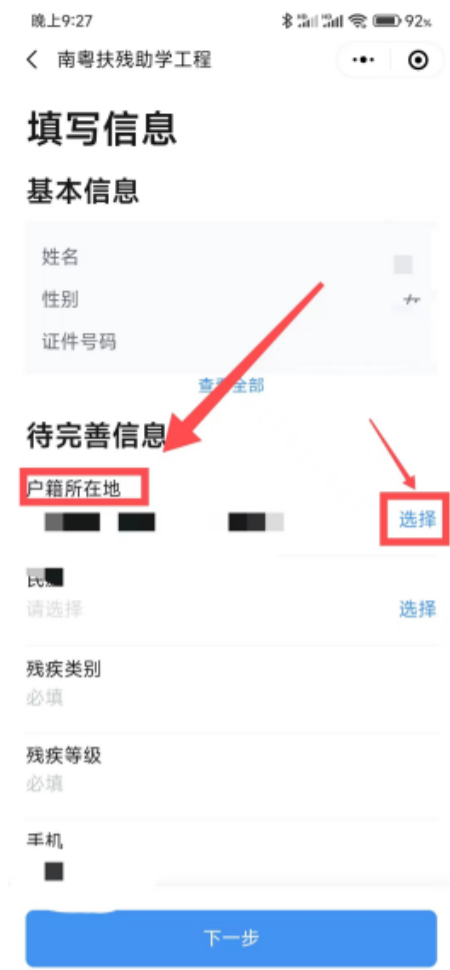 晚上9:27
92%
南粤扶残助学工程
填写信息
基本信息
姓名
性别
证件号码
查看全部
待完善信息
户籍所在地
选择
请选择
选择
残疾类别
必填
残疾等级
必填
手机
下一步